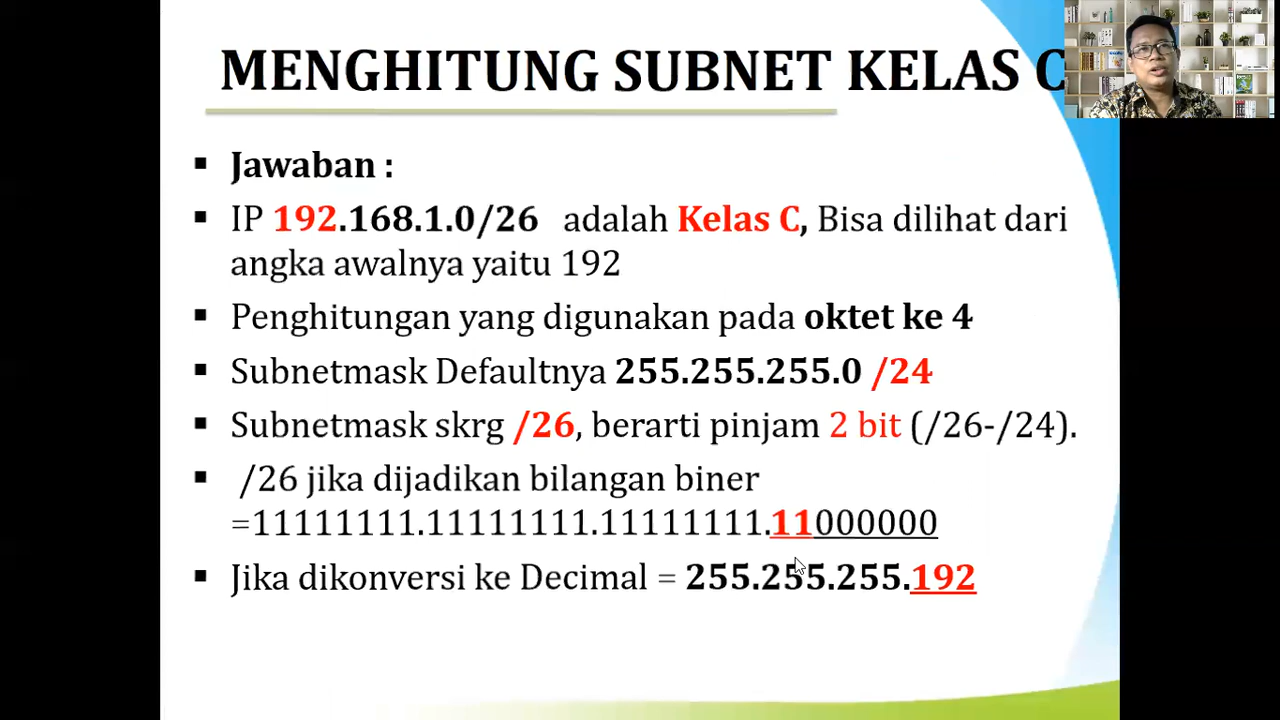 MENGHITUNG SUBNET KELAS C
▪ Jawaban :
▪ IP 192.168.1.0/26 adalah Kelas C, Bisa dilihat dari
angka awalnya yaitu 192
▪ Penghitungan yang digunakan pada oktet ke 4
▪ Subnetmask Defaultnya 255.255.255.0 /24
▪ Subnetmask skrg /26, berarti pinjam 2 bit (/26-/24).
▪ /26 jika dijadikan bilangan biner
=11111111.11111111.11111111.11000000
▪ Jika dikonversi ke Decimal = 255.255.255.192